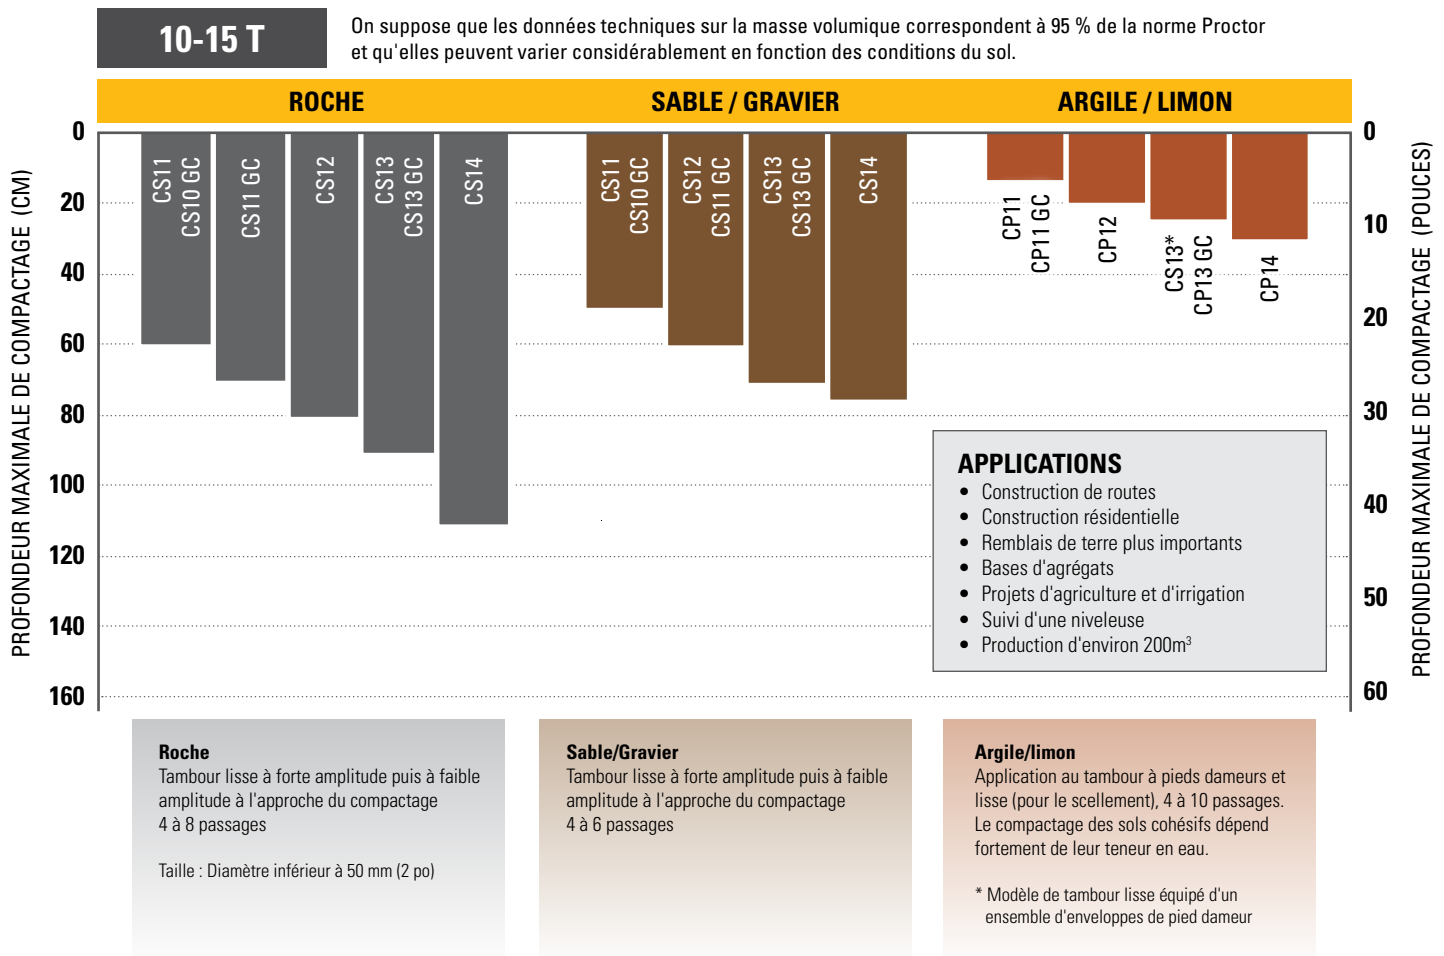 10-15 T
On suppose que les données techniques sur la masse volumique correspondent à 95 % de la norme Proctor
et qu'elles peuvent varier considérablement en fonction des conditions du sol.
ROCHE
SABLE / GRAVIER
ARGILE / LIMON
PROFONDEUR MAXIMALE DE COMPACTAGE (CM)
0
20
40
60
80
100
120
140
160
CS11
CS10 GC
CS11 GC
CS12
CS13
CS13 GC
CS14
CS11
CS10 GC
CS12
CS11 GC
CS13
CS13 GC
CS14
CP11
CP11 GC
CP12
CS13*
CP13 GC
CP14
0
10
20
30
40
50
60
PROFONDEUR MAXIMALE DE COMPACTAGE (POUCES)
APPLICATIONS
• Construction de routes
• Construction résidentielle
• Remblais de terre plus importants
• Bases d'agrégats
• Projets d'agriculture et d'irrigation
• Suivi d'une niveleuse
• Production d'environ 200m³
Roche
Tambour lisse à forte amplitude puis à faible
amplitude à l'approche du compactage
4 à 8 passages
Taille : Diamètre inférieur à 50 mm (2 po)
Sable/Gravier
Tambour lisse à forte amplitude puis à faible
amplitude à l'approche du compactage
4 à 6 passages
Argile/limon
Application au tambour à pieds dameurs et
lisse (pour le scellement), 4 à 10 passages.
Le compactage des sols cohésifs dépend
fortement de leur teneur en eau.
* Modèle de tambour lisse équipé d'un
ensemble d'enveloppes de pied dameur